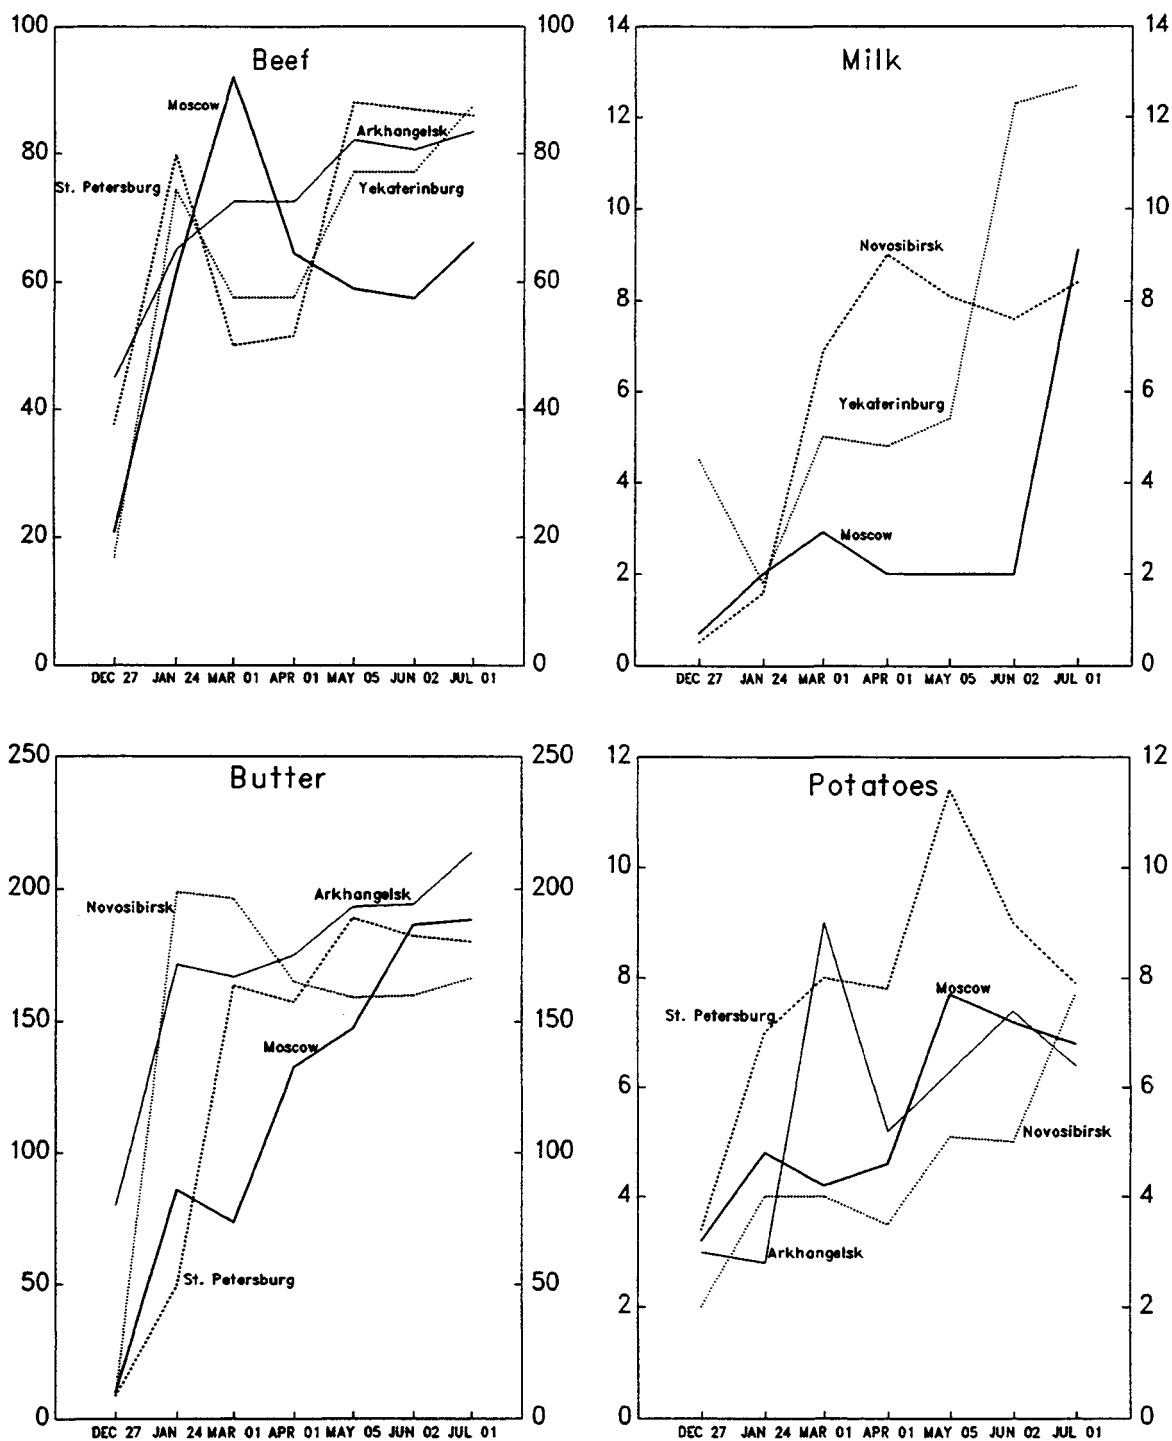 Beef
100 100
80 80
60 60
40 40
20 20
0 0
Moscow
Arkhangelsk
St. Petersburg
Yekaterinburg
DEC 27 JAN 24 MAR 01 APR 01 MAY 05 JUN 02 JUL 01
Milk
14 14
12 12
10 10
8 8
6 6
4 4
2 2
0 0
Novosibirsk
Yekaterinburg
Moscow
DEC 27 JAN 24 MAR 01 APR 01 MAY 05 JUN 02 JUL 01
Butter
250 250
200 200
150 150
100 100
50 50
0 0
Arkhangelsk
Novosibirsk
Moscow
St. Petersburg
DEC 27 JAN 24 MAR 01 APR 01 MAY 05 JUN 02 JUL 01
Potatoes
12 12
10 10
8 8
6 6
4 4
2 2
0 0
Moscow
St. Petersburg
Novosibirsk
Arkhangelsk
DEC 27 JAN 24 MAR 01 APR 01 MAY 05 JUN 02 JUL 01